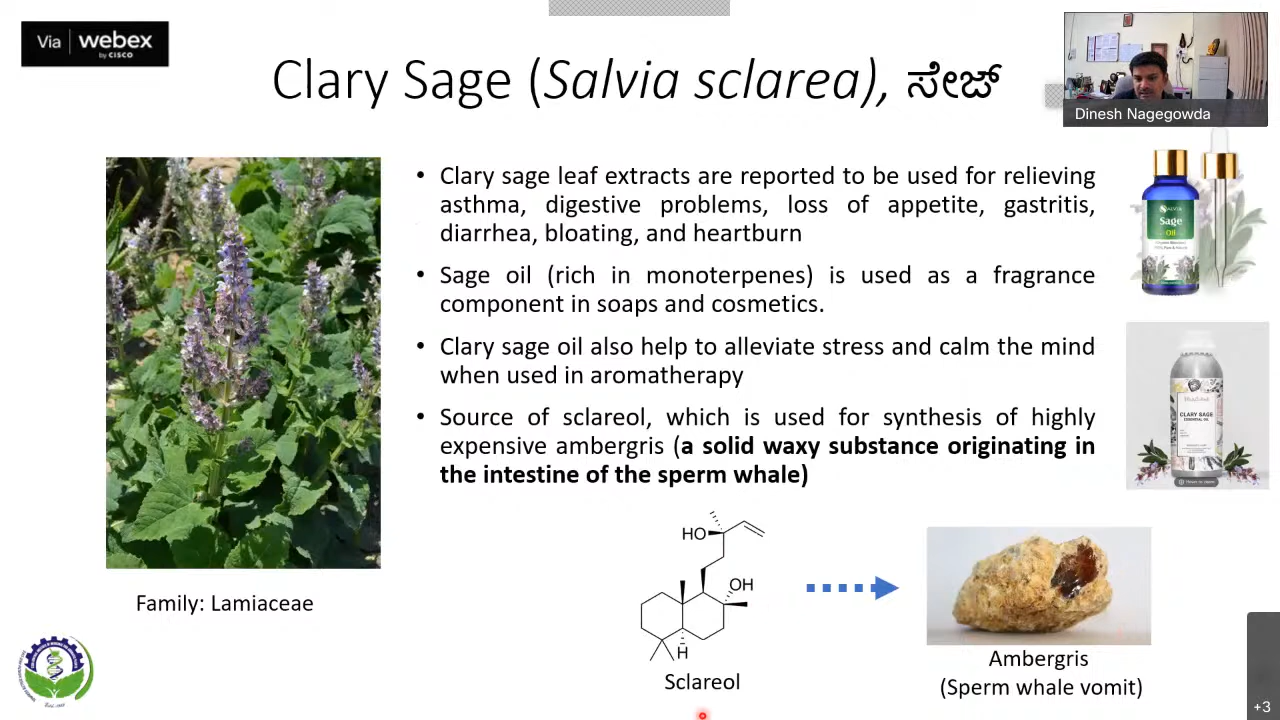 Via webex
by CISCO
Clary Sage (Salvia sclarea), ಸೇಜ್
Dinesh Nagegowda
• Clary sage leaf extracts are reported to be used for relieving
asthma, digestive problems, loss of appetite, gastritis,
diarrhea, bloating, and heartburn
• Sage oil (rich in monoterpenes) is used as a fragrance
component in soaps and cosmetics.
• Clary sage oil also help to alleviate stress and calm the mind
when used in aromatherapy
• Source of sclareol, which is used for synthesis of highly
expensive ambergris (a solid waxy substance originating in
the intestine of the sperm whale)
SALVIA
Sage
Oil
CLARY SAGE
ESSENTIAL OIL
HO
OH
H
Sclareol
Ambergris
(Sperm whale vomit)
Family: Lamiaceae
+3